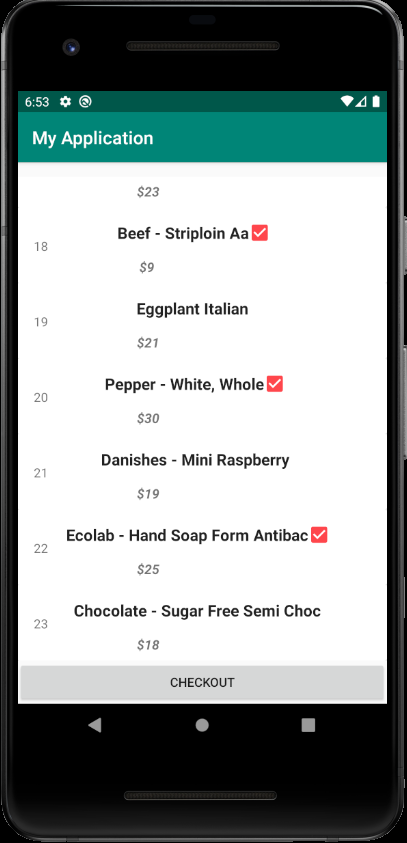 6:53
My Application
$23
Beef - Striploin Aa
18
$9
Eggplant Italian
19
$21
Pepper - White, Whole
20
$30
Danishes - Mini Raspberry
21
$19
Ecolab - Hand Soap Form Antibac
22
$25
Chocolate - Sugar Free Semi Choc
23
$18
CHECKOUT